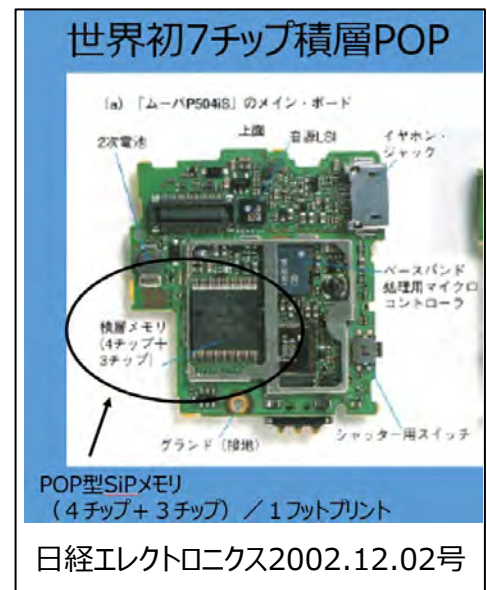 世界初7チップ積層POP
(a) 「ムーバP504iS」のメイン・ボード
上面
2次電池
音源LSI
イヤホン・
ジャック
ベースバンド
処理用マイクロ
コントローラ
積層メモリ
(4チップ+
3チップ)
グランド(接地)
シャッター用スイッチ
POP型SiPメモリ
(4チップ+3チップ)/1フットプリント
日経エレクトロニクス2002.12.02号